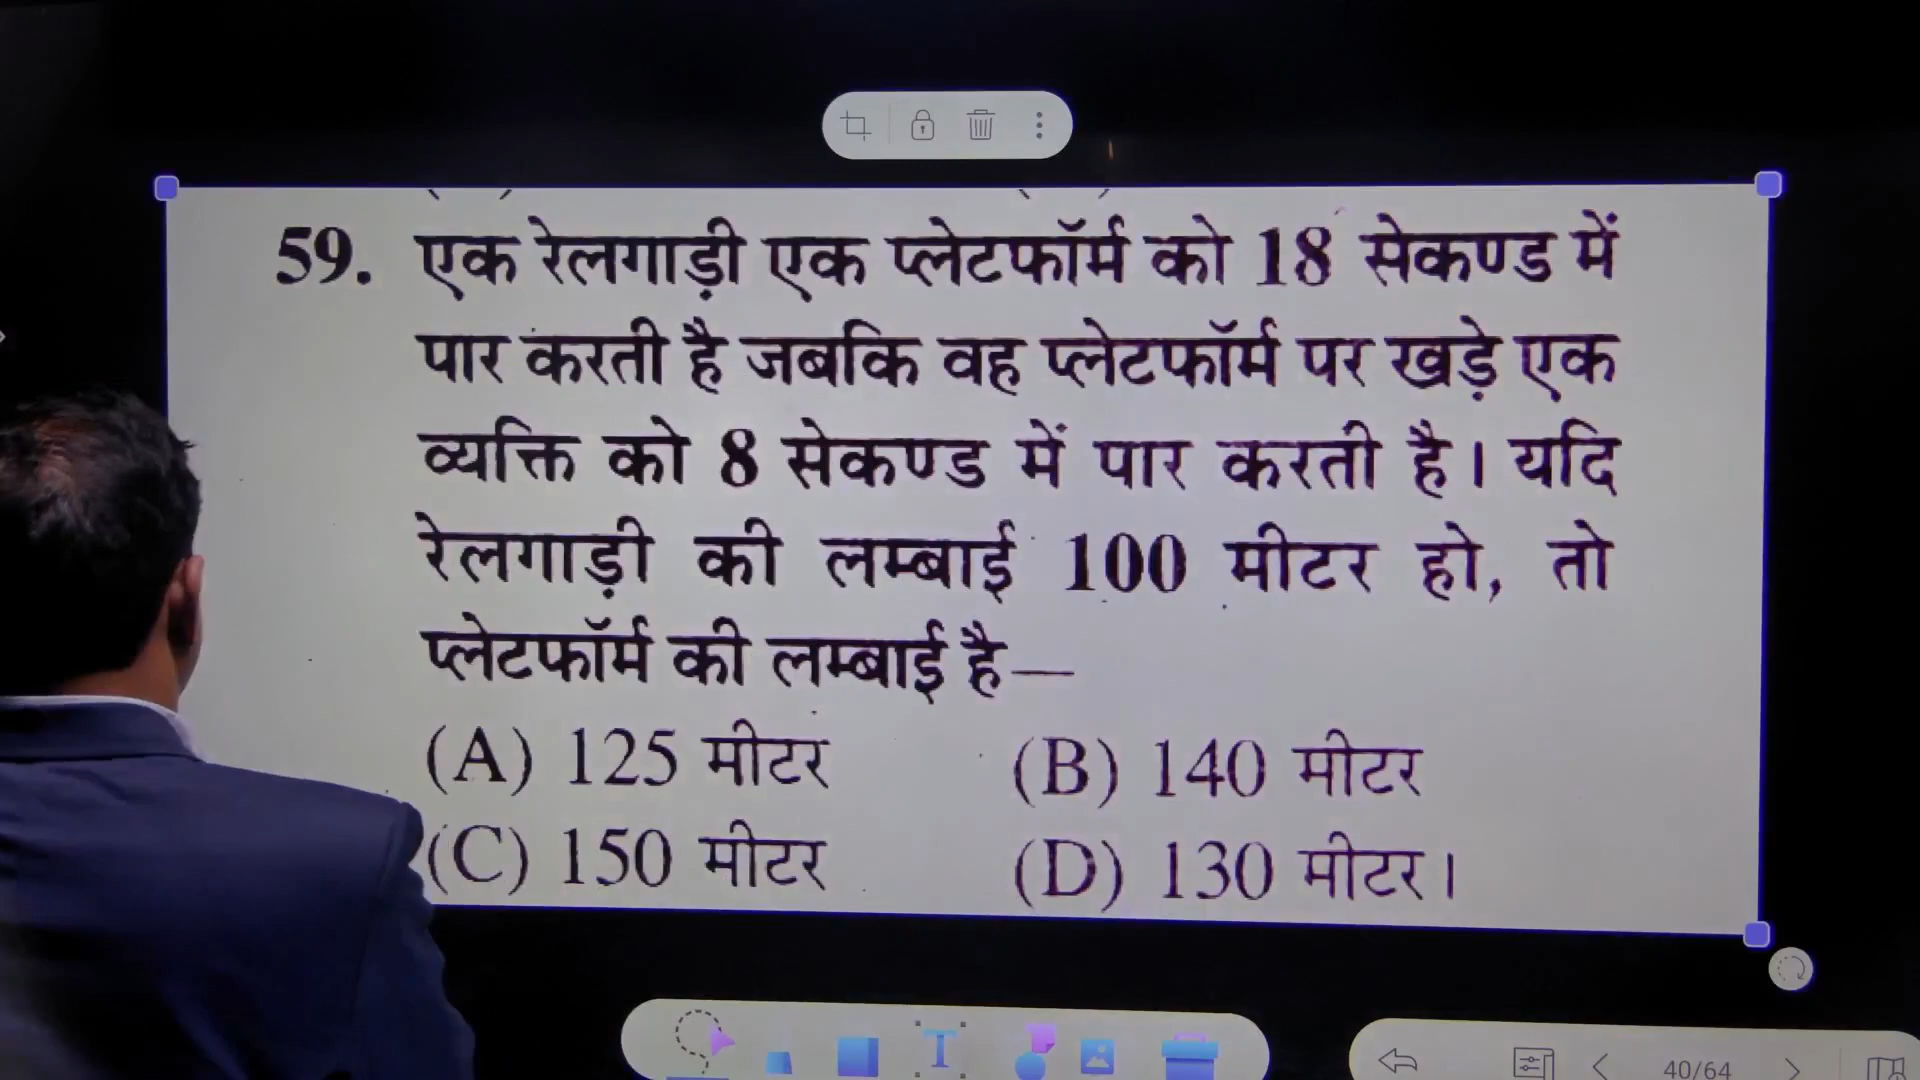 59. एक रेलगाड़ी एक प्लेटफॉर्म को 18 सेकण्ड में
पार करती है जबकि वह प्लेटफॉर्म पर खड़े एक
व्यक्ति को 8 सेकण्ड में पार करती है। यदि
रेलगाड़ी की लम्बाई 100 मीटर हो, तो
प्लेटफॉर्म की लम्बाई है—
(A) 125 मीटर (B) 140 मीटर
(C) 150 मीटर (D) 130 मीटर।
T
40/64